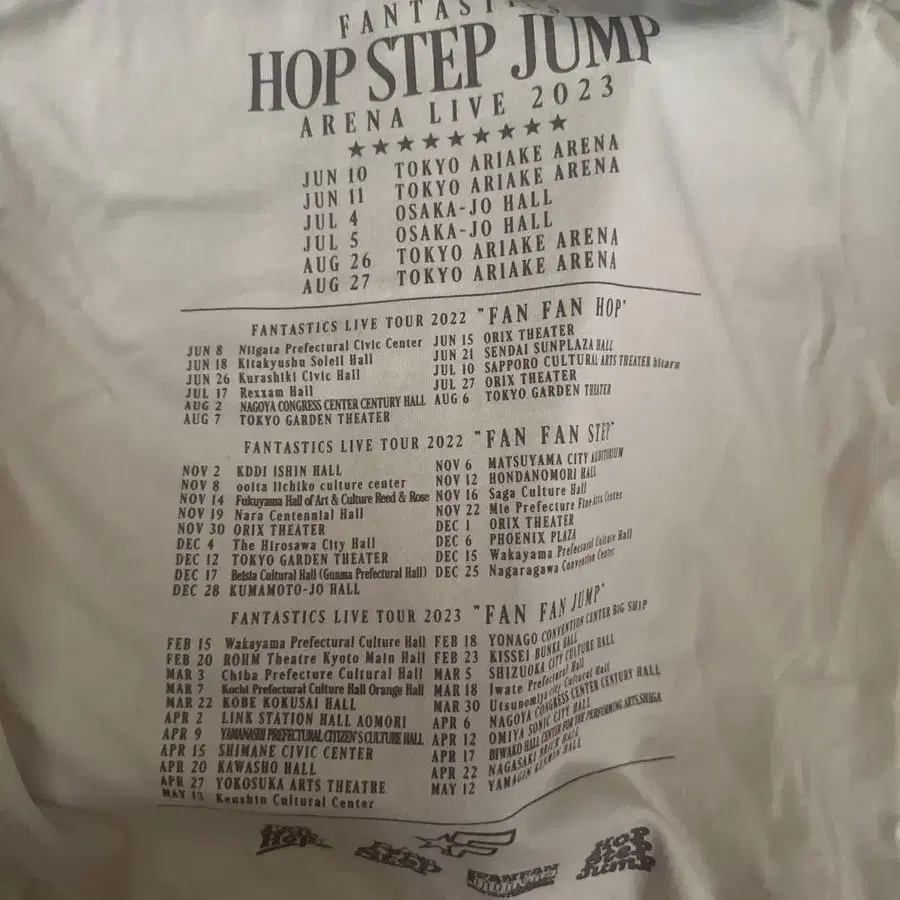 FANTASTICS
HOP STEP JUMP
ARENA LIVE 2023
★★★★★★★★★
JUN 10 TOKYO ARIAKE ARENA
JUN 11 TOKYO ARIAKE ARENA
JUL 4 OSAKA-JO HALL
JUL 5 OSAKA-JO HALL
AUG 26 TOKYO ARIAKE ARENA
AUG 27 TOKYO ARIAKE ARENA
FANTASTICS LIVE TOUR 2022 "FAN FAN HOP"
JUN 8 Niigata Prefectural Civic Center JUN 15 ORIX THEATER
JUN 18 Kitakyushu Soleil Hall JUN 21 SENDAI SUNPLAZA HALL
JUN 26 Kurashiki Civic Hall JUL 10 SAPPORO CULTURAL ARTS THEATER hitaru
JUL 17 Rexxam Hall JUL 27 ORIX THEATER
AUG 2 NAGOYA CONGRESS CENTER CENTURY HALL AUG 6 TOKYO GARDEN THEATER
AUG 7 TOKYO GARDEN THEATER
FANTASTICS LIVE TOUR 2022 "FAN FAN STEP"
NOV 2 KDDI ISHIN HALL NOV 6 MATSUYAMA CITY AUDITORIUM
NOV 8 ooita iichiko culture center NOV 12 HONDANOMORI HALL
NOV 14 Fukuyama Hall of Art & Culture Reed & Rose NOV 16 Saga Culture Hall
NOV 19 Nara Centennial Hall NOV 22 Mie Prefecture Fine Arts Center
NOV 30 ORIX THEATER DEC 1 ORIX THEATER
DEC 4 The Hirosawa City Hall DEC 6 PHOENIX PLAZA
DEC 12 TOKYO GARDEN THEATER DEC 15 Wakayama Prefectural Culture Hall
DEC 17 Beisia Cultural Hall (Gunma Prefectural Hall) DEC 25 Nagaragawa Convention Center
DEC 28 KUMAMOTO-JO HALL
FANTASTICS LIVE TOUR 2023 "FAN FAN JUMP"
FEB 15 Wakayama Prefectural Culture Hall FEB 18 YONAGO CONVENTION CENTER BIG SHIP
FEB 20 ROHM Theatre Kyoto Main Hall FEB 23 KISSEI BUNKA HALL
MAR 3 Chiba Prefecture Cultural Hall MAR 5 SHIZUOKA CITY CULTURE HALL
MAR 7 Kochi Prefectural Culture Hall Orange Hall MAR 18 Iwate Prefectural Hall
MAR 22 KOBE KOKUSAI HALL MAR 30 Utsunomiya city Cultural Hall
APR 2 LINK STATION HALL AOMORI APR 6 NAGOYA CONGRESS CENTER CENTURY HALL
APR 9 YAMANASHI PREFECTURAL CITIZEN'S CULTURE HALL APR 12 OMIYA SONIC CITY HALL
APR 15 SHIMANE CIVIC CENTER APR 17 BIWAKO HALL CENTER FOR THE PERFORMING ARTS, SHIGA
APR 20 KAWASHO HALL APR 22 NAGASAKI BRICK HALL
APR 27 YOKOSUKA ARTS THEATRE MAY 12 YAMAGIN KENMIN HALL
MAY 13 Kenshin Cultural Center
HOP
STEP
HOP
STEP
JUMP